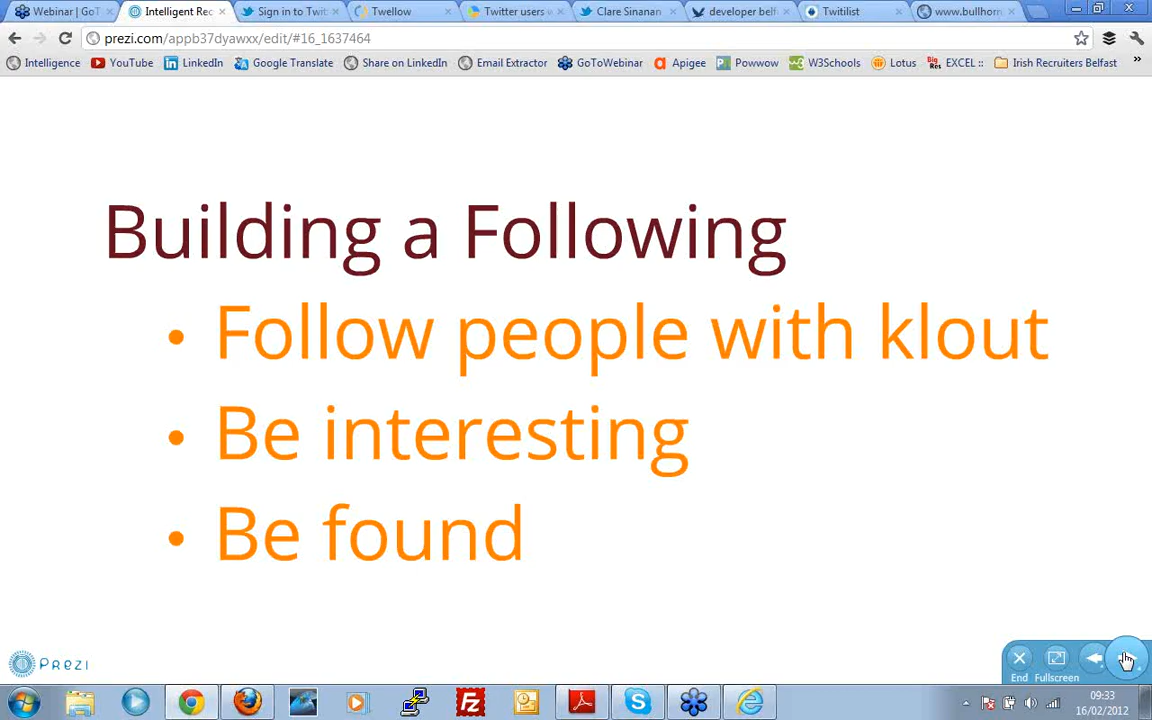 Webinar | GoT
Intelligent Rec
Sign in to Twitt
Twellow
Twitter users w
Clare Sinanan
developer belf
Twitilist
www.bullhorn
prezi.com/appb37dyawxx/edit/#16_1637464
Intelligence
YouTube
LinkedIn
Google Translate
Share on LinkedIn
Email Extractor
GoToWebinar
Apigee
Powwow
W3Schools
Lotus
EXCEL ::
Irish Recruiters Belfast
»
Building a Following
• Follow people with klout
• Be interesting
• Be found
Prezi
End
Fullscreen
09:33
16/02/2012